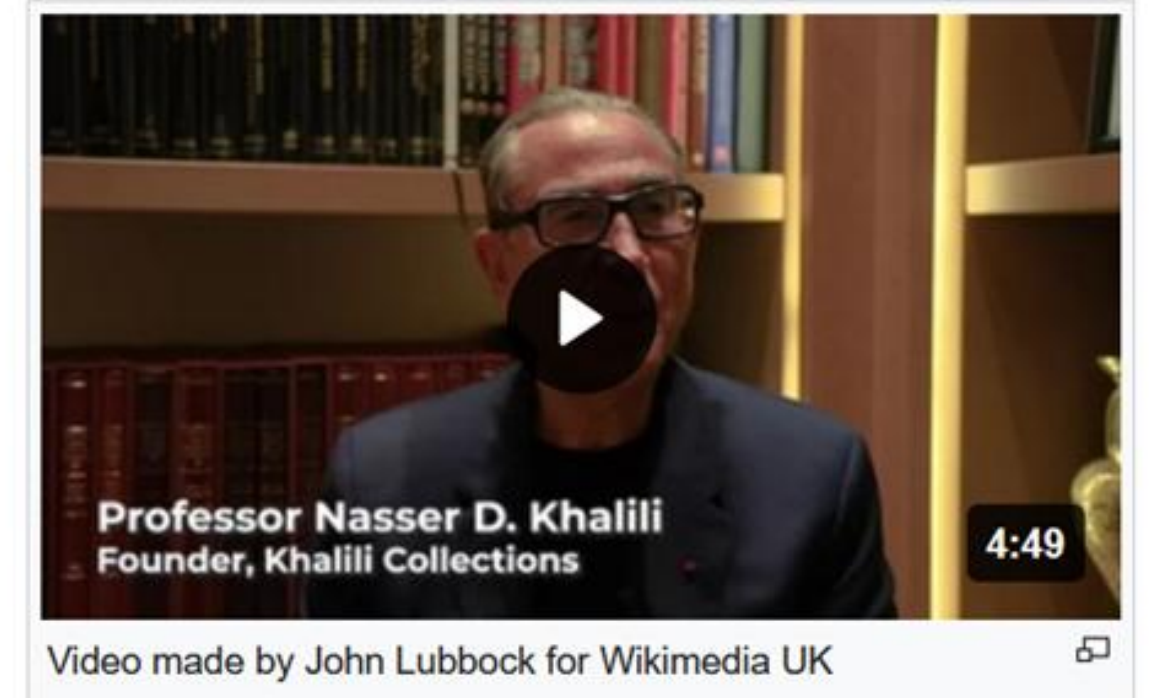 Professor Nasser D. Khalili
Founder, Khalili Collections
4:49
Video made by John Lubbock for Wikimedia UK